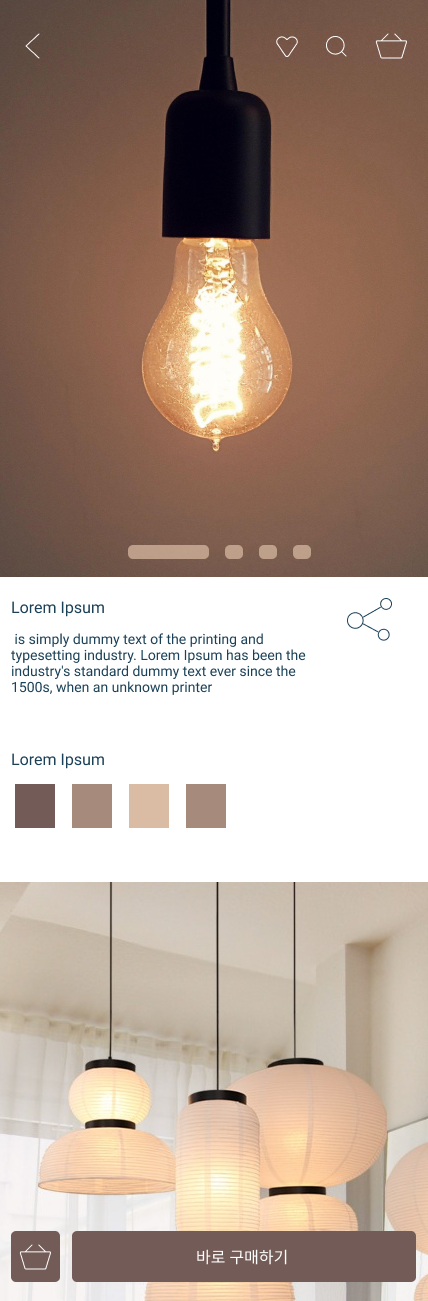 Lorem Ipsum
is simply dummy text of the printing and
typesetting industry. Lorem Ipsum has been the
industry's standard dummy text ever since the
1500s, when an unknown printer
Lorem Ipsum
바로 구매하기